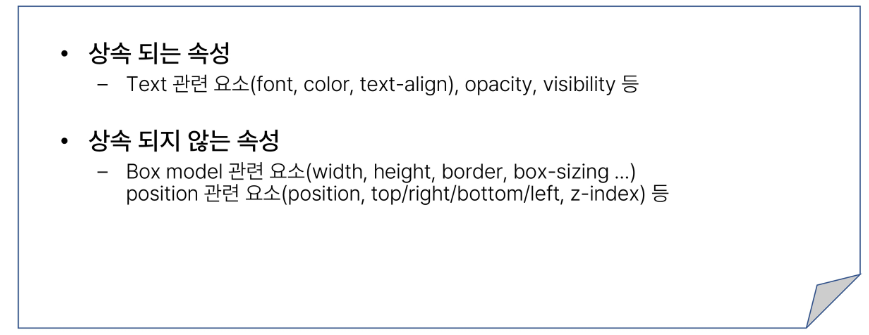 • 상속 되는 속성
– Text 관련 요소(font, color, text-align), opacity, visibility 등
• 상속 되지 않는 속성
– Box model 관련 요소(width, height, border, box-sizing ...)
position 관련 요소(position, top/right/bottom/left, z-index) 등